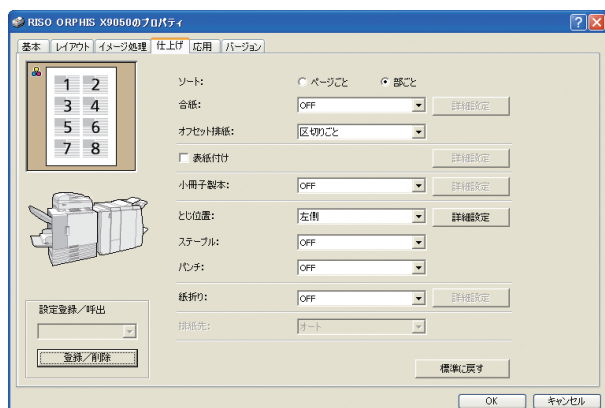 RISO ORPHIS X9050のプロパティ
基本 レイアウト イメージ処理 仕上げ 応用 バージョン
1 2
3 4
5 6
7 8
ソート: ページごと 部ごと
合紙: OFF 詳細設定
オフセット排紙: 区切りごと
表紙付け 詳細設定
小冊子製本: OFF 詳細設定
とじ位置: 左側 詳細設定
ステープル: OFF
パンチ: OFF
紙折り: OFF 詳細設定
排紙先: オート
設定登録/呼出
登録/削除
標準に戻す
OK キャンセル